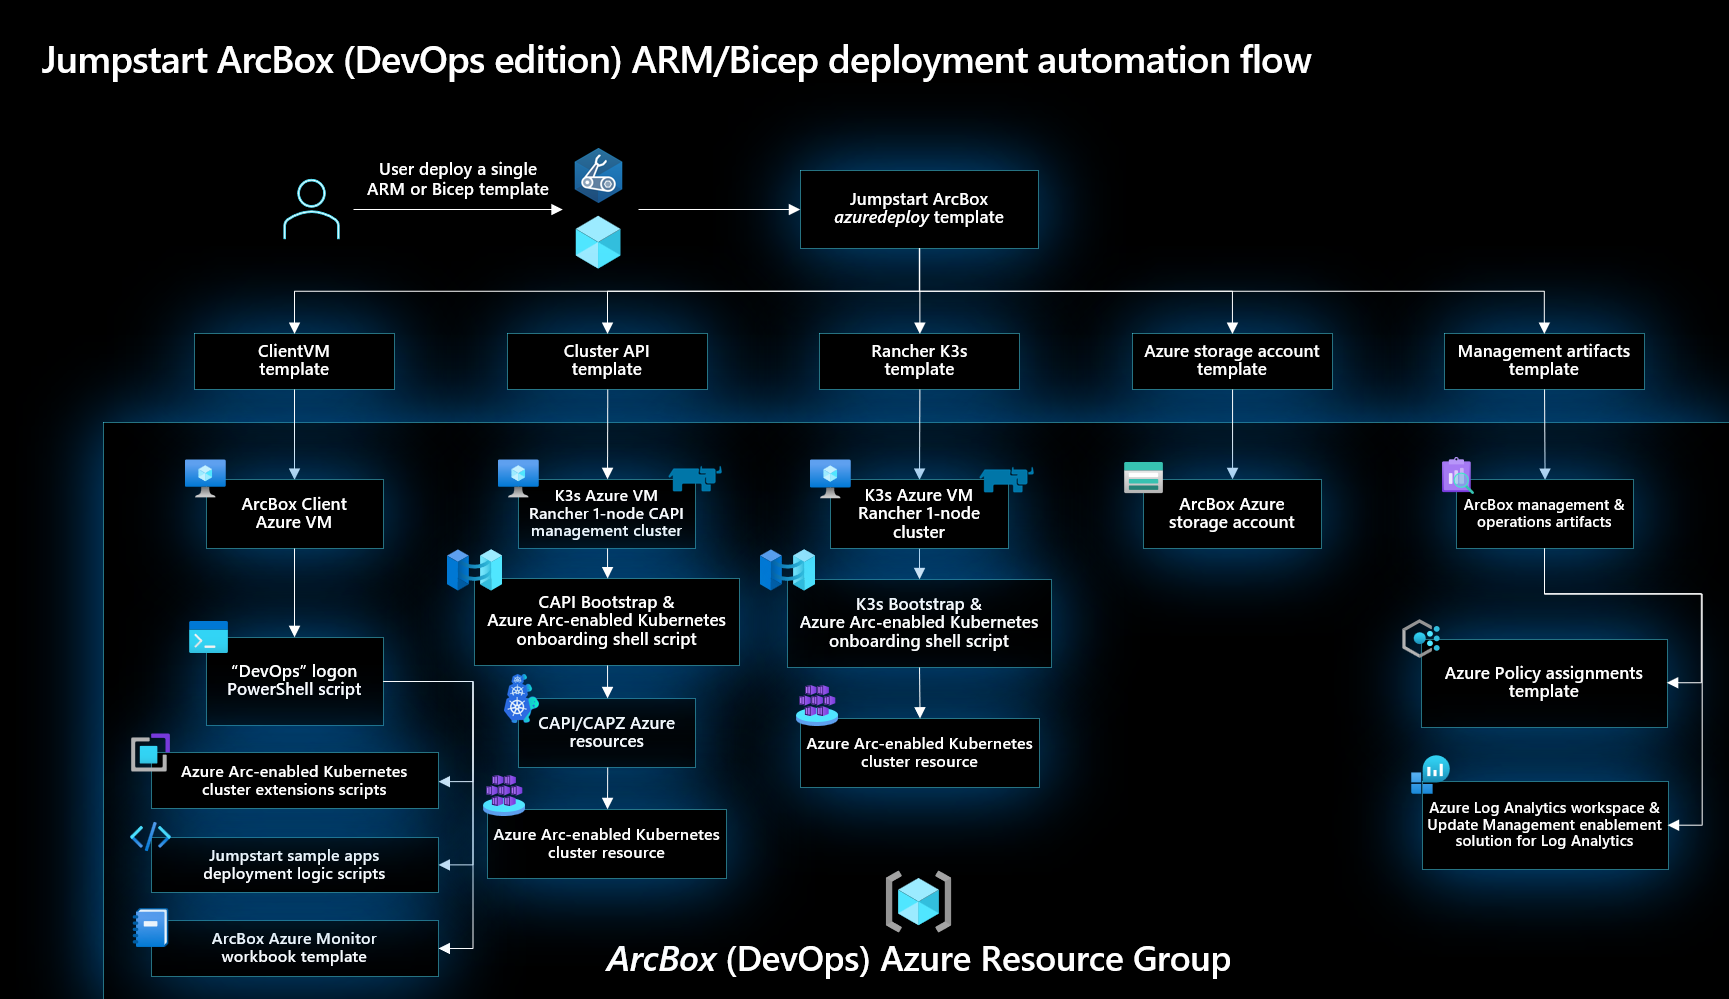 Jumpstart ArcBox (DevOps edition) ARM/Bicep deployment automation flow
User deploy a single
ARM or Bicep template
Jumpstart ArcBox
azuredeploy template
ClientVM
template
Cluster API
template
Rancher K3s
template
Azure storage account
template
Management artifacts
template
ArcBox Client
Azure VM
K3s Azure VM
Rancher 1-node CAPI
management cluster
K3s Azure VM
Rancher 1-node
cluster
ArcBox Azure
storage account
ArcBox management &
operations artifacts
CAPI Bootstrap &
Azure Arc-enabled Kubernetes
onboarding shell script
K3s Bootstrap &
Azure Arc-enabled Kubernetes
onboarding shell script
“DevOps” logon
PowerShell script
Azure Policy assignments
template
CAPI/CAPZ Azure
resources
Azure Arc-enabled Kubernetes
cluster resource
Azure Arc-enabled Kubernetes
cluster extensions scripts
Azure Arc-enabled Kubernetes
cluster resource
Azure Log Analytics workspace &
Update Management enablement
solution for Log Analytics
Jumpstart sample apps
deployment logic scripts
ArcBox Azure Monitor
workbook template
ArcBox (DevOps) Azure Resource Group